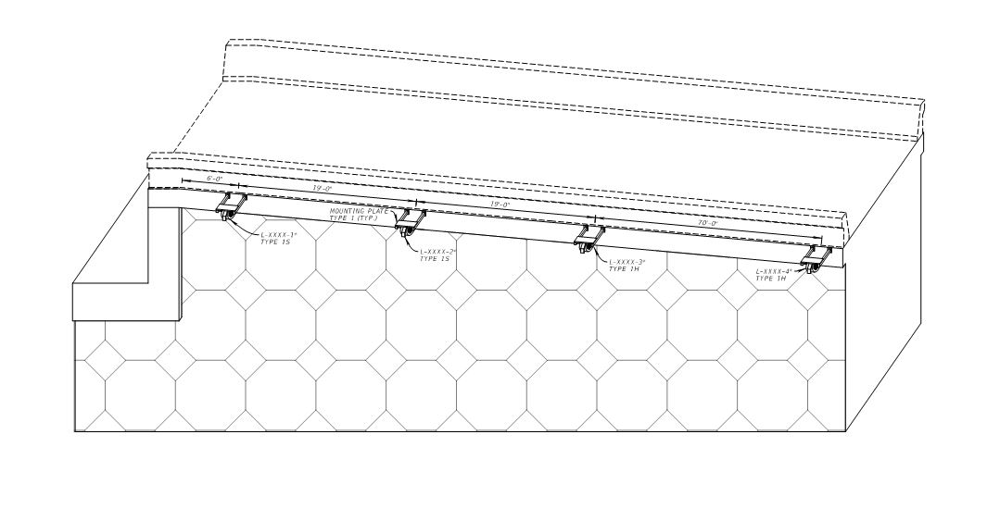 6'-0"
19'-0"
19'-0"
70'-0"
MOUNTING PLATE
TYPE 1 (TYP.)
L-XXXX-1*
TYPE 1S
L-XXXX-2*
TYPE 1S
L-XXXX-3*
TYPE 1H
L-XXXX-4*
TYPE 1H